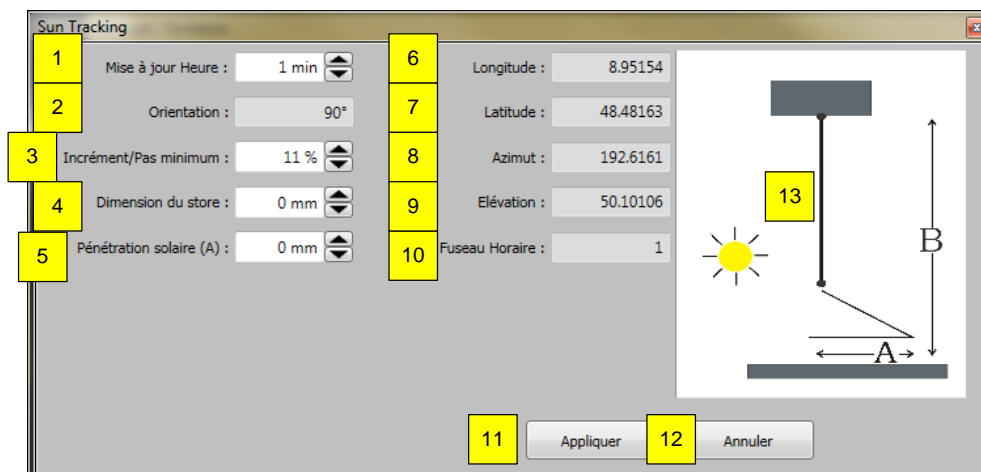 Sun Tracking
1 Mise à jour Heure : 1 min
2 Orientation : 90°
3 Incrément/Pas minimum : 11 %
4 Dimension du store : 0 mm
5 Pénétration solaire (A) : 0 mm
6 Longitude : 8.95154
7 Latitude : 48.48163
8 Azimut : 192.6161
9 Elévation : 50.10106
10 Fuseau Horaire : 1
13
B
A
11 Appliquer 12 Annuler